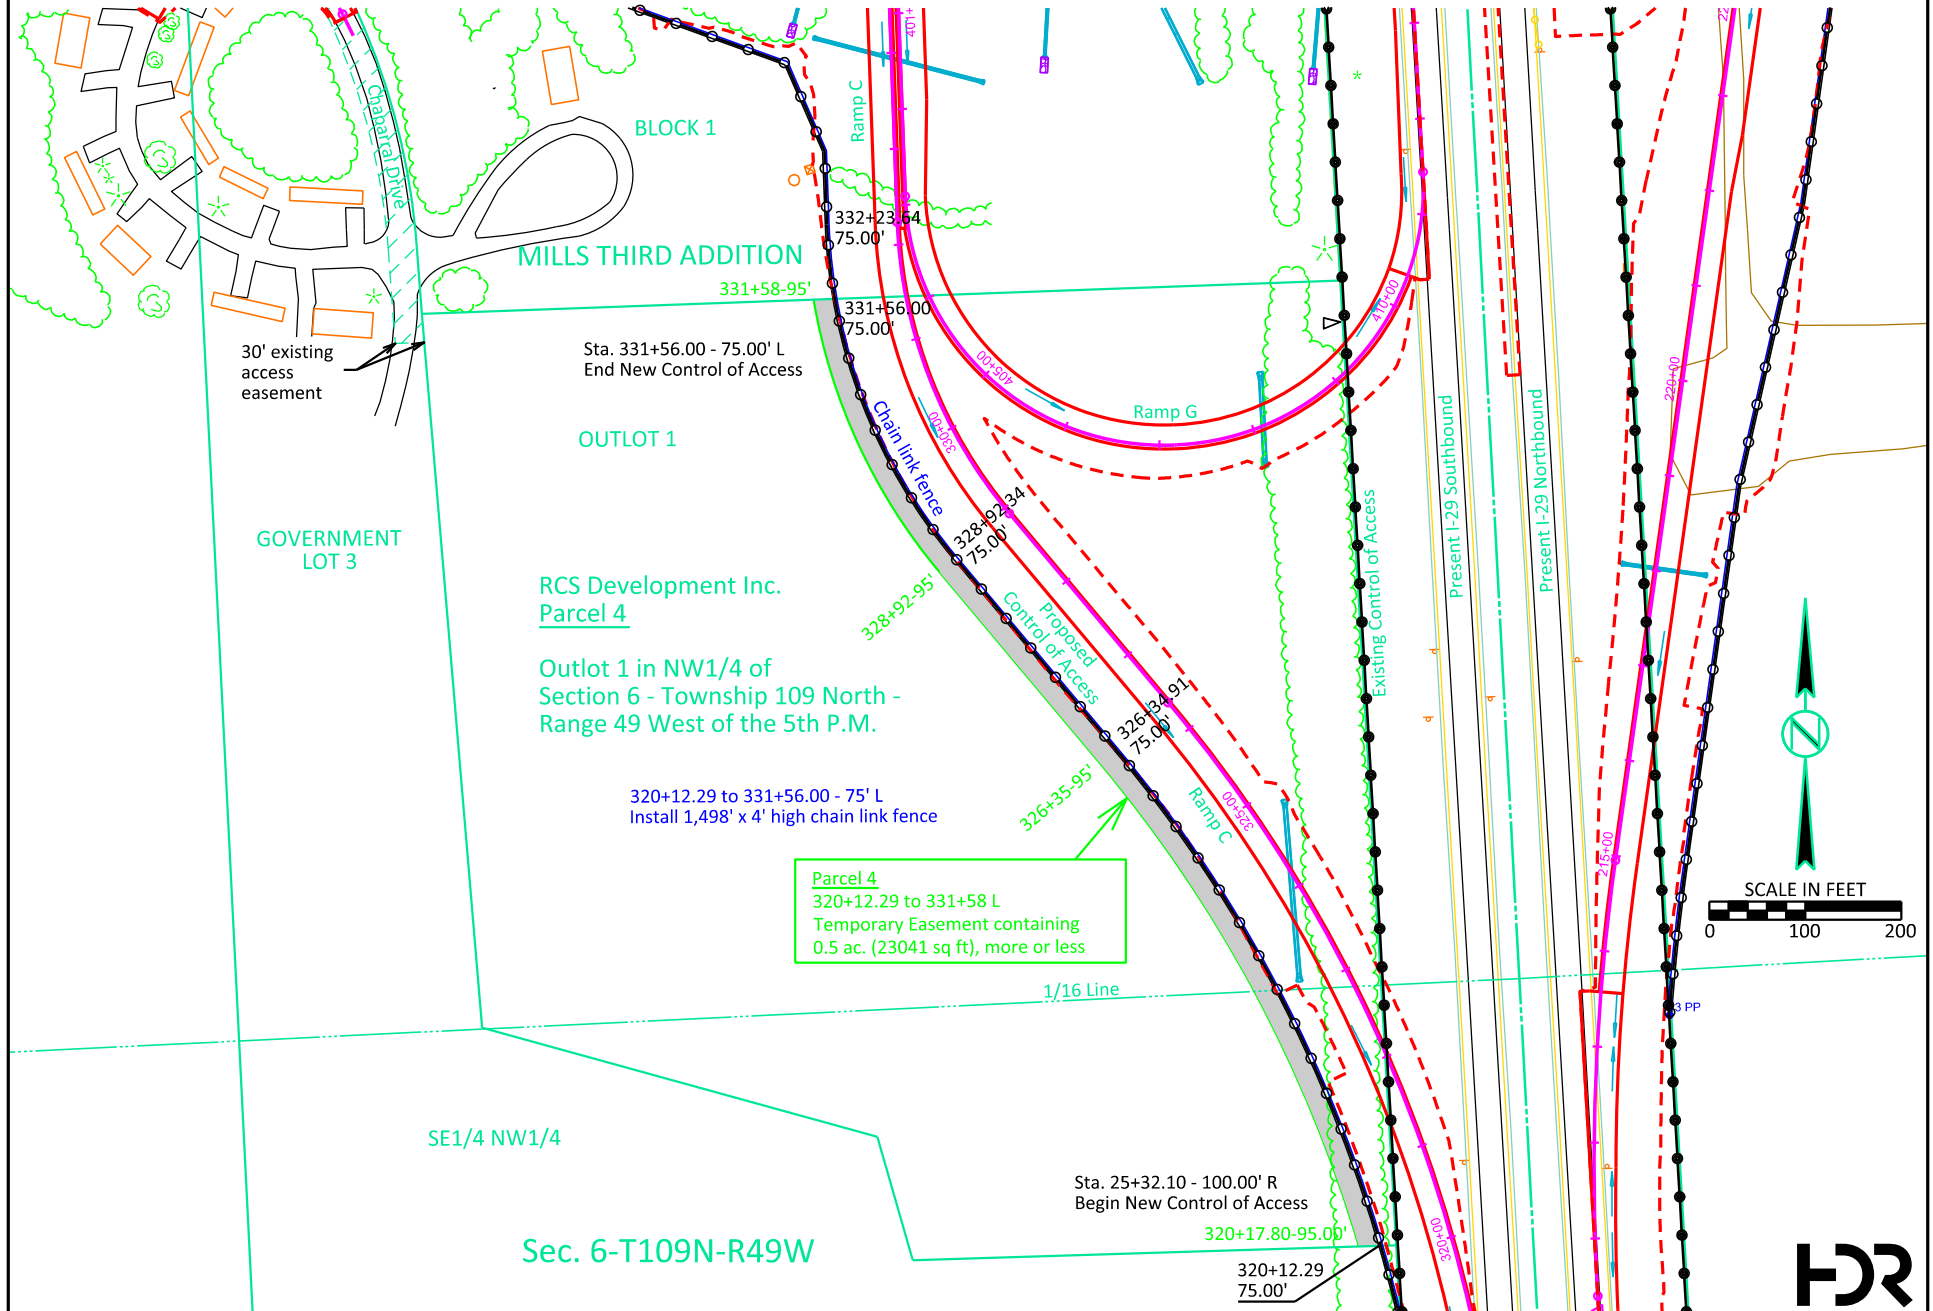 401+
22
Chaparral Drive
Ramp C
BLOCK 1
332+23.64
75.00'
MILLS THIRD ADDITION
331+58-95'
331+56.00
75.00'
410+00
30' existing
access
easement
Sta. 331+56.00 - 75.00' L
End New Control of Access
405+00
220+00
Ramp G
330+00
Chain link fence
OUTLOT 1
Present I-29 Southbound
Present I-29 Northbound
GOVERNMENT
LOT 3
328+92.34
75.00'
Existing Control of Access
RCS Development Inc.
Parcel 4
328+92-95'
Proposed
Control of Access
Outlot 1 in NW1/4 of
Section 6 - Township 109 North -
Range 49 West of the 5th P.M.
326+34.91
75.00'
320+12.29 to 331+56.00 - 75' L
Install 1,498' x 4' high chain link fence
326+35-95'
Ramp C
325+00
215+00
Parcel 4
320+12.29 to 331+58 L
Temporary Easement containing
0.5 ac. (23041 sq ft), more or less
SCALE IN FEET
0 100 200
1/16 Line
3 PP
SE1/4 NW1/4
Sta. 25+32.10 - 100.00' R
Begin New Control of Access
320+17.80-95.00'
320+00
Sec. 6-T109N-R49W
320+12.29
75.00'
HDR